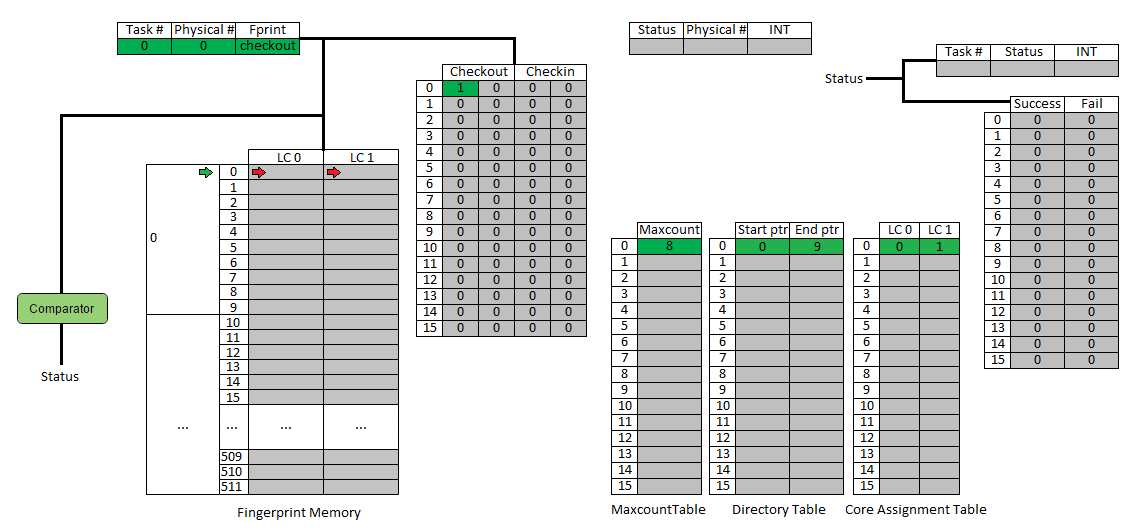 Task # Physical # Fprint
0 0 checkout
Status Physical # INT
Task # Status INT
Status
Checkout Checkin
0 1 0 0 0
1 0 0 0 0
2 0 0 0 0
3 0 0 0 0
4 0 0 0 0
5 0 0 0 0
6 0 0 0 0
7 0 0 0 0
8 0 0 0 0
9 0 0 0 0
10 0 0 0 0
11 0 0 0 0
12 0 0 0 0
13 0 0 0 0
14 0 0 0 0
15 0 0 0 0
Success Fail
0 0 0
1 0 0
2 0 0
3 0 0
4 0 0
5 0 0
6 0 0
7 0 0
8 0 0
9 0 0
10 0 0
11 0 0
12 0 0
13 0 0
14 0 0
15 0 0
LC 0 LC 1
0
0
1
2
3
4
5
6
7
8
9
10
11
12
13
14
15
... ... ... ...
509
510
511
Fingerprint Memory
Comparator
Status
Maxcount
0 8
1
2
3
4
5
6
7
8
9
10
11
12
13
14
15
MaxcountTable
Start ptr End ptr
0 0 9
1
2
3
4
5
6
7
8
9
10
11
12
13
14
15
Directory Table
LC 0 LC 1
0 0 1
1
2
3
4
5
6
7
8
9
10
11
12
13
14
15
Core Assignment Table